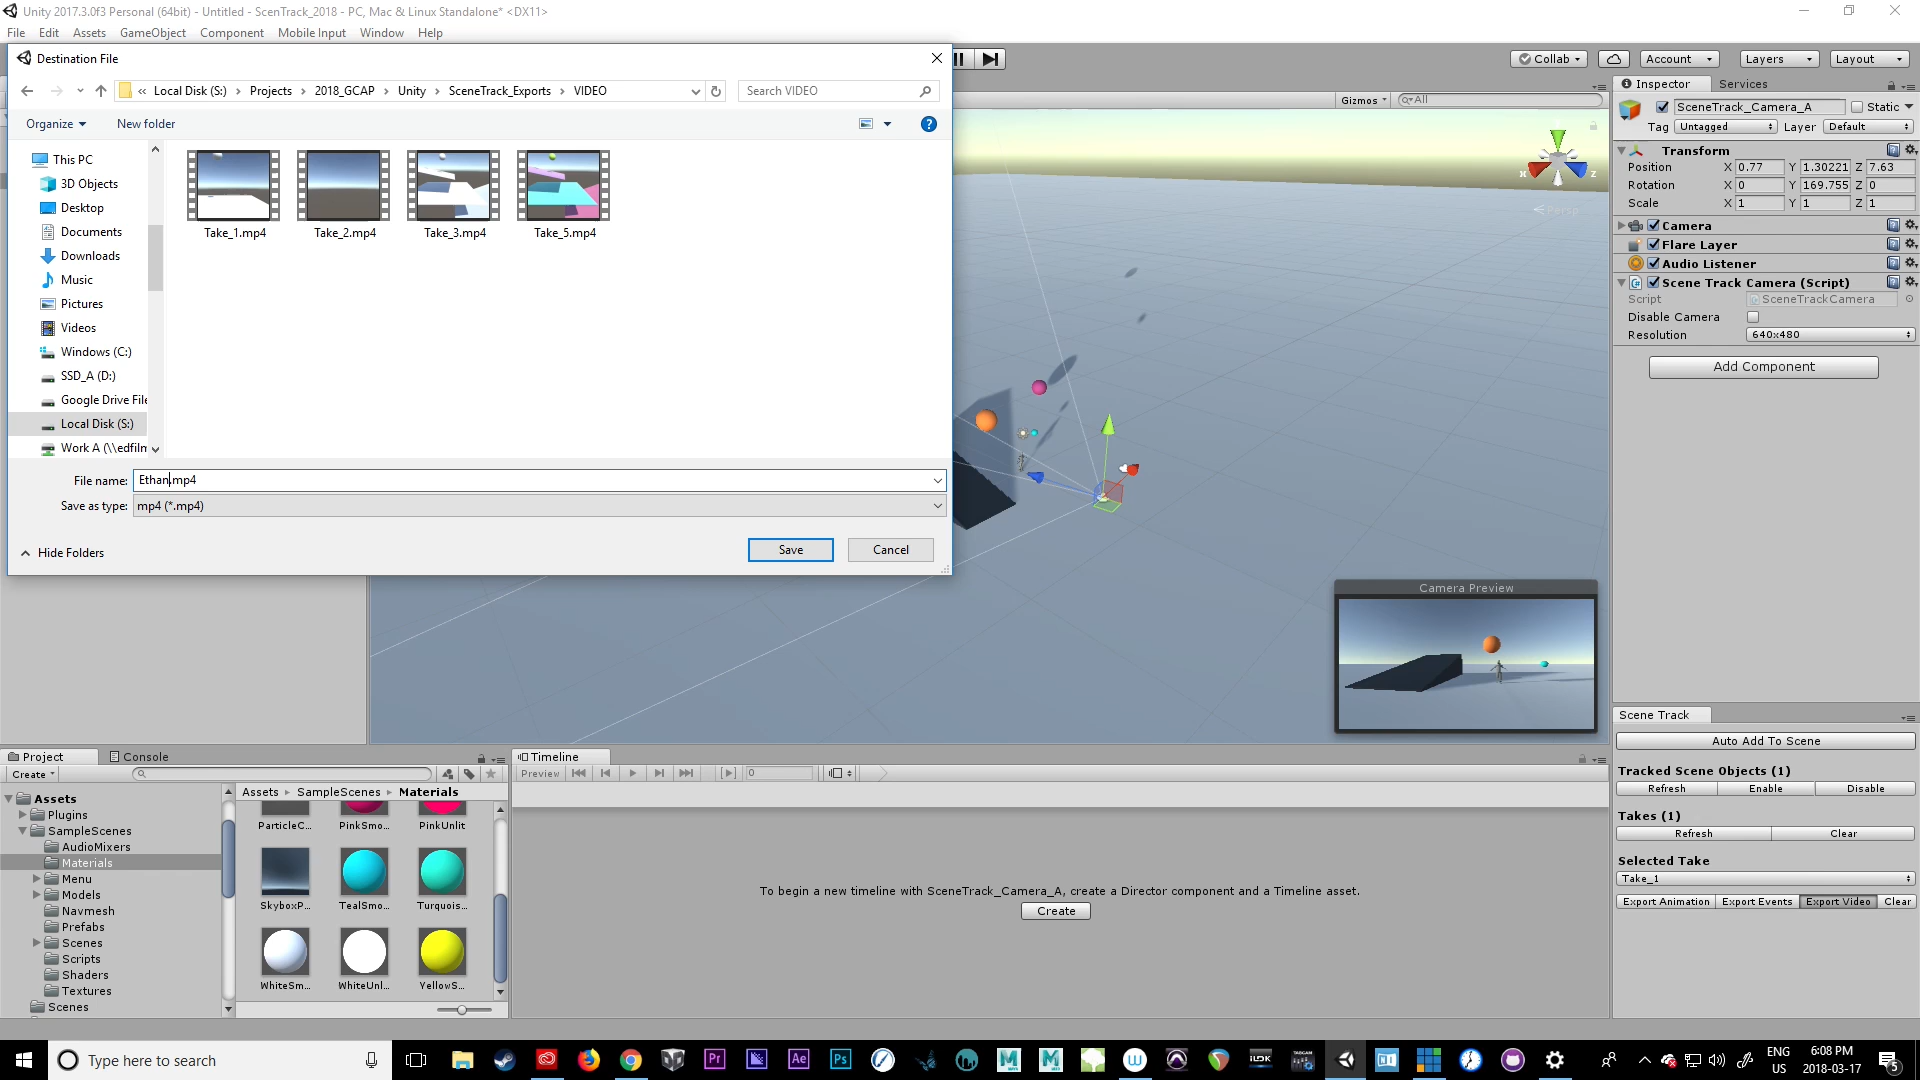 Unity 2017.3.0f3 Personal (64bit) - Untitled - ScenTrack_2018 - PC, Mac & Linux Standalone* <DX11>
File Edit Assets GameObject Component Mobile Input Window Help
Destination File
« Local Disk (S:) › Projects › 2018_GCAP › Unity › SceneTrack_Exports › VIDEO
Search VIDEO
Organize New folder
This PC
3D Objects
Desktop
Documents
Downloads
Music
Pictures
Videos
Windows (C:)
SSD_A (D:)
Google Drive File
Local Disk (S:)
Work A (\\edfilm
Take_1.mp4 Take_2.mp4 Take_3.mp4 Take_5.mp4
File name: Ethan.mp4
Save as type: mp4 (*.mp4)
Hide Folders
Save Cancel
Collab Account Layers Layout
Gizmos All
x z
Persp
Camera Preview
Inspector Services
SceneTrack_Camera_A Static
Tag Untagged Layer Default
Transform
Position X 0.77 Y 1.30221 Z 7.63
Rotation X 0 Y 169.755 Z 0
Scale X 1 Y 1 Z 1
Camera
Flare Layer
Audio Listener
Scene Track Camera (Script)
Script SceneTrackCamera
Disable Camera
Resolution 640x480
Add Component
Scene Track
Auto Add To Scene
Tracked Scene Objects (1)
Refresh Enable Disable
Takes (1)
Refresh Clear
Selected Take
Take_1
Export Animation Export Events Export Video Clear
Project Console
Create
Assets
Plugins
SampleScenes
AudioMixers
Materials
Menu
Models
Navmesh
Prefabs
Scenes
Scripts
Shaders
Textures
Scenes
Assets SampleScenes Materials
ParticleC... PinkSmo... PinkUnlit
SkyboxP... TealSmo... Turquois...
WhiteSm... WhiteUnl... YellowS...
Timeline
Preview 0
To begin a new timeline with SceneTrack_Camera_A, create a Director component and a Timeline asset.
Create
Type here to search
Pr Ae Ps
ENG
US
6:08 PM
2018-03-17
5